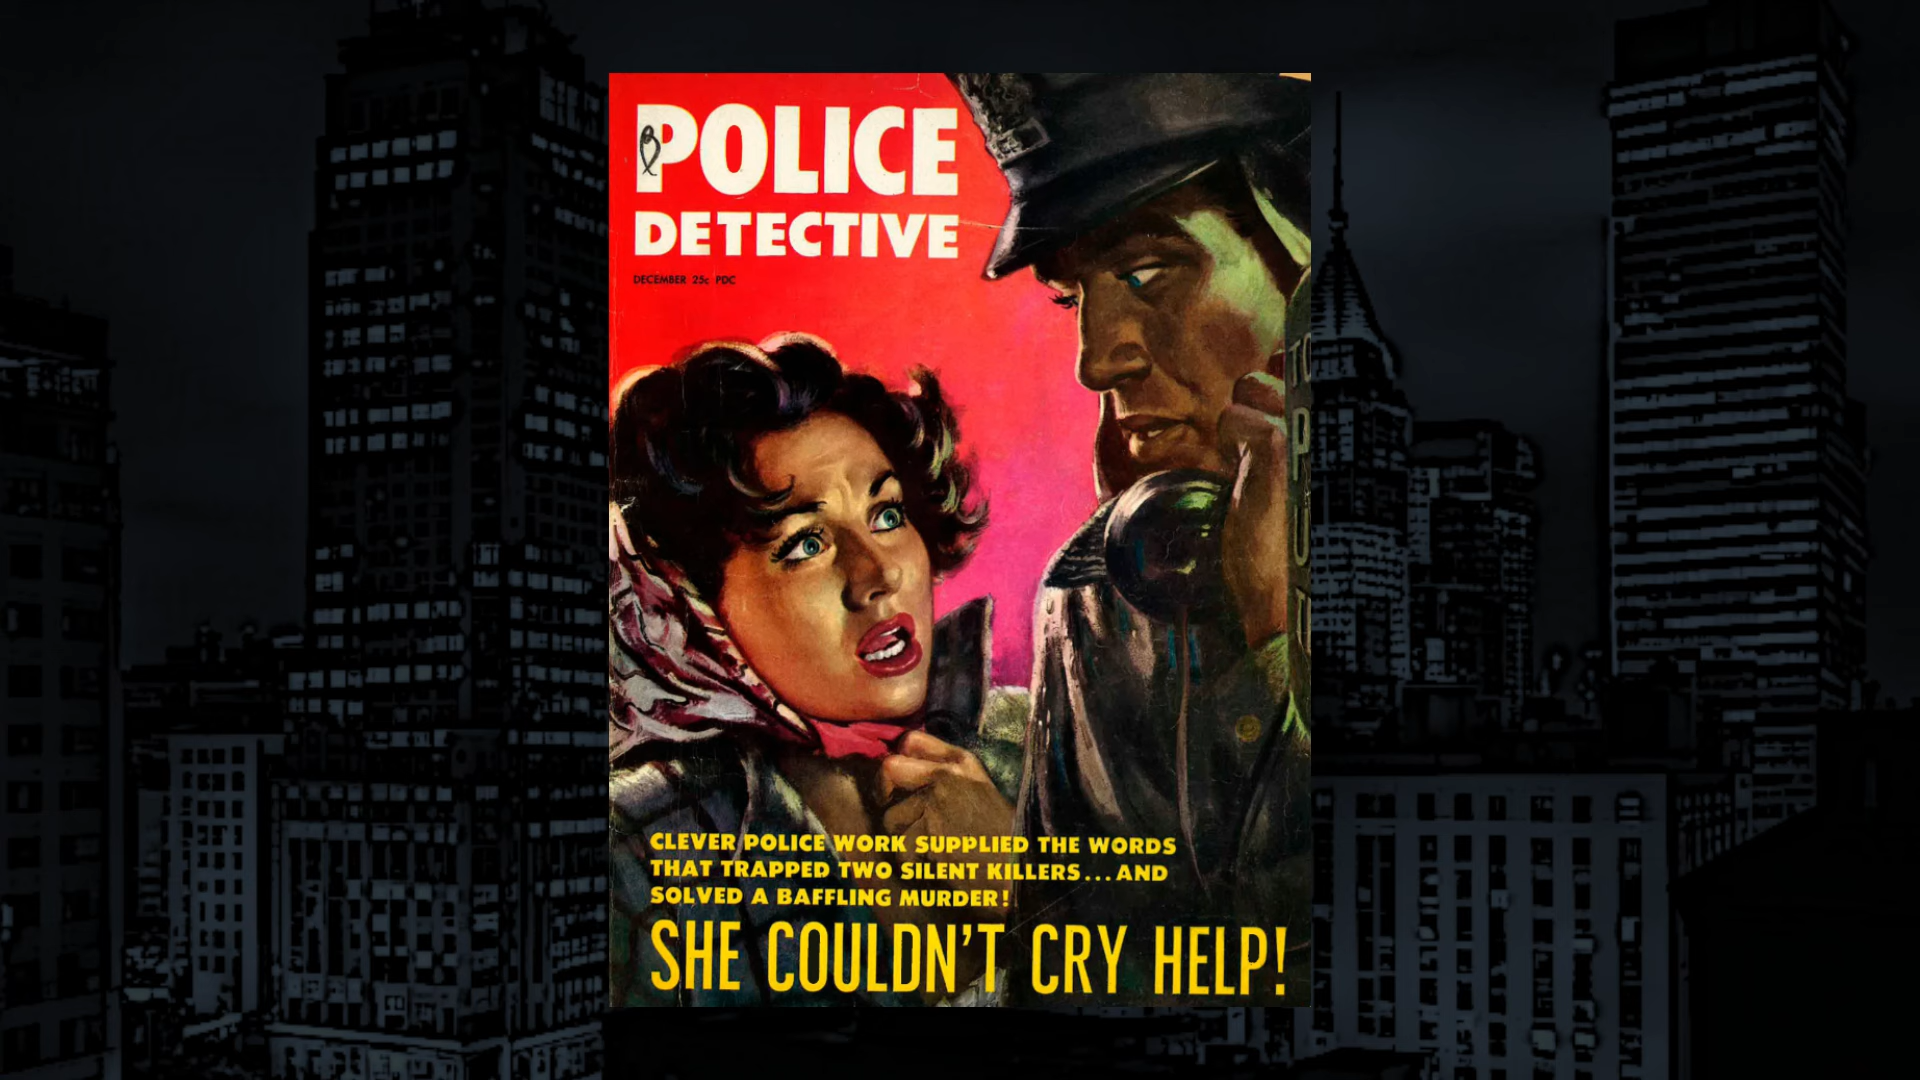 POLICE
DETECTIVE
DECEMBER 25c PDC
CLEVER POLICE WORK SUPPLIED THE WORDS
THAT TRAPPED TWO SILENT KILLERS...AND
SOLVED A BAFFLING MURDER!
SHE COULDN'T CRY HELP!